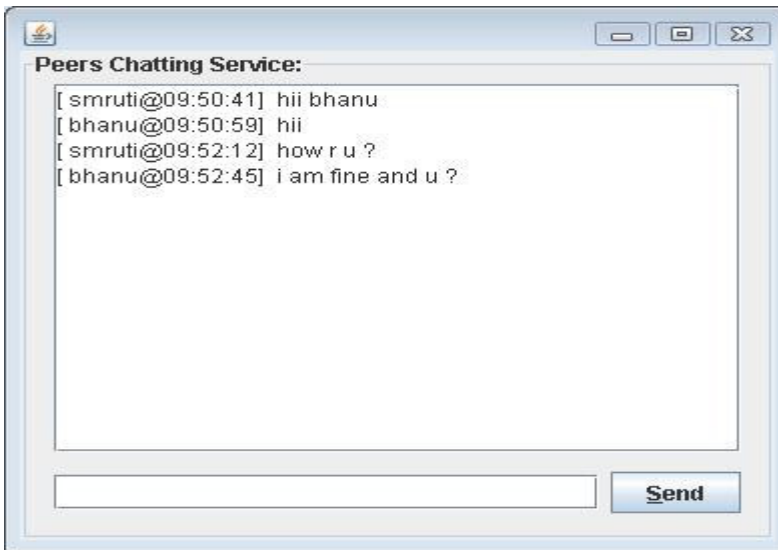 Peers Chatting Service:
[ smruti@09:50:41] hii bhanu
[ bhanu@09:50:59] hii
[ smruti@09:52:12] how r u ?
[ bhanu@09:52:45] i am fine and u ?
Send